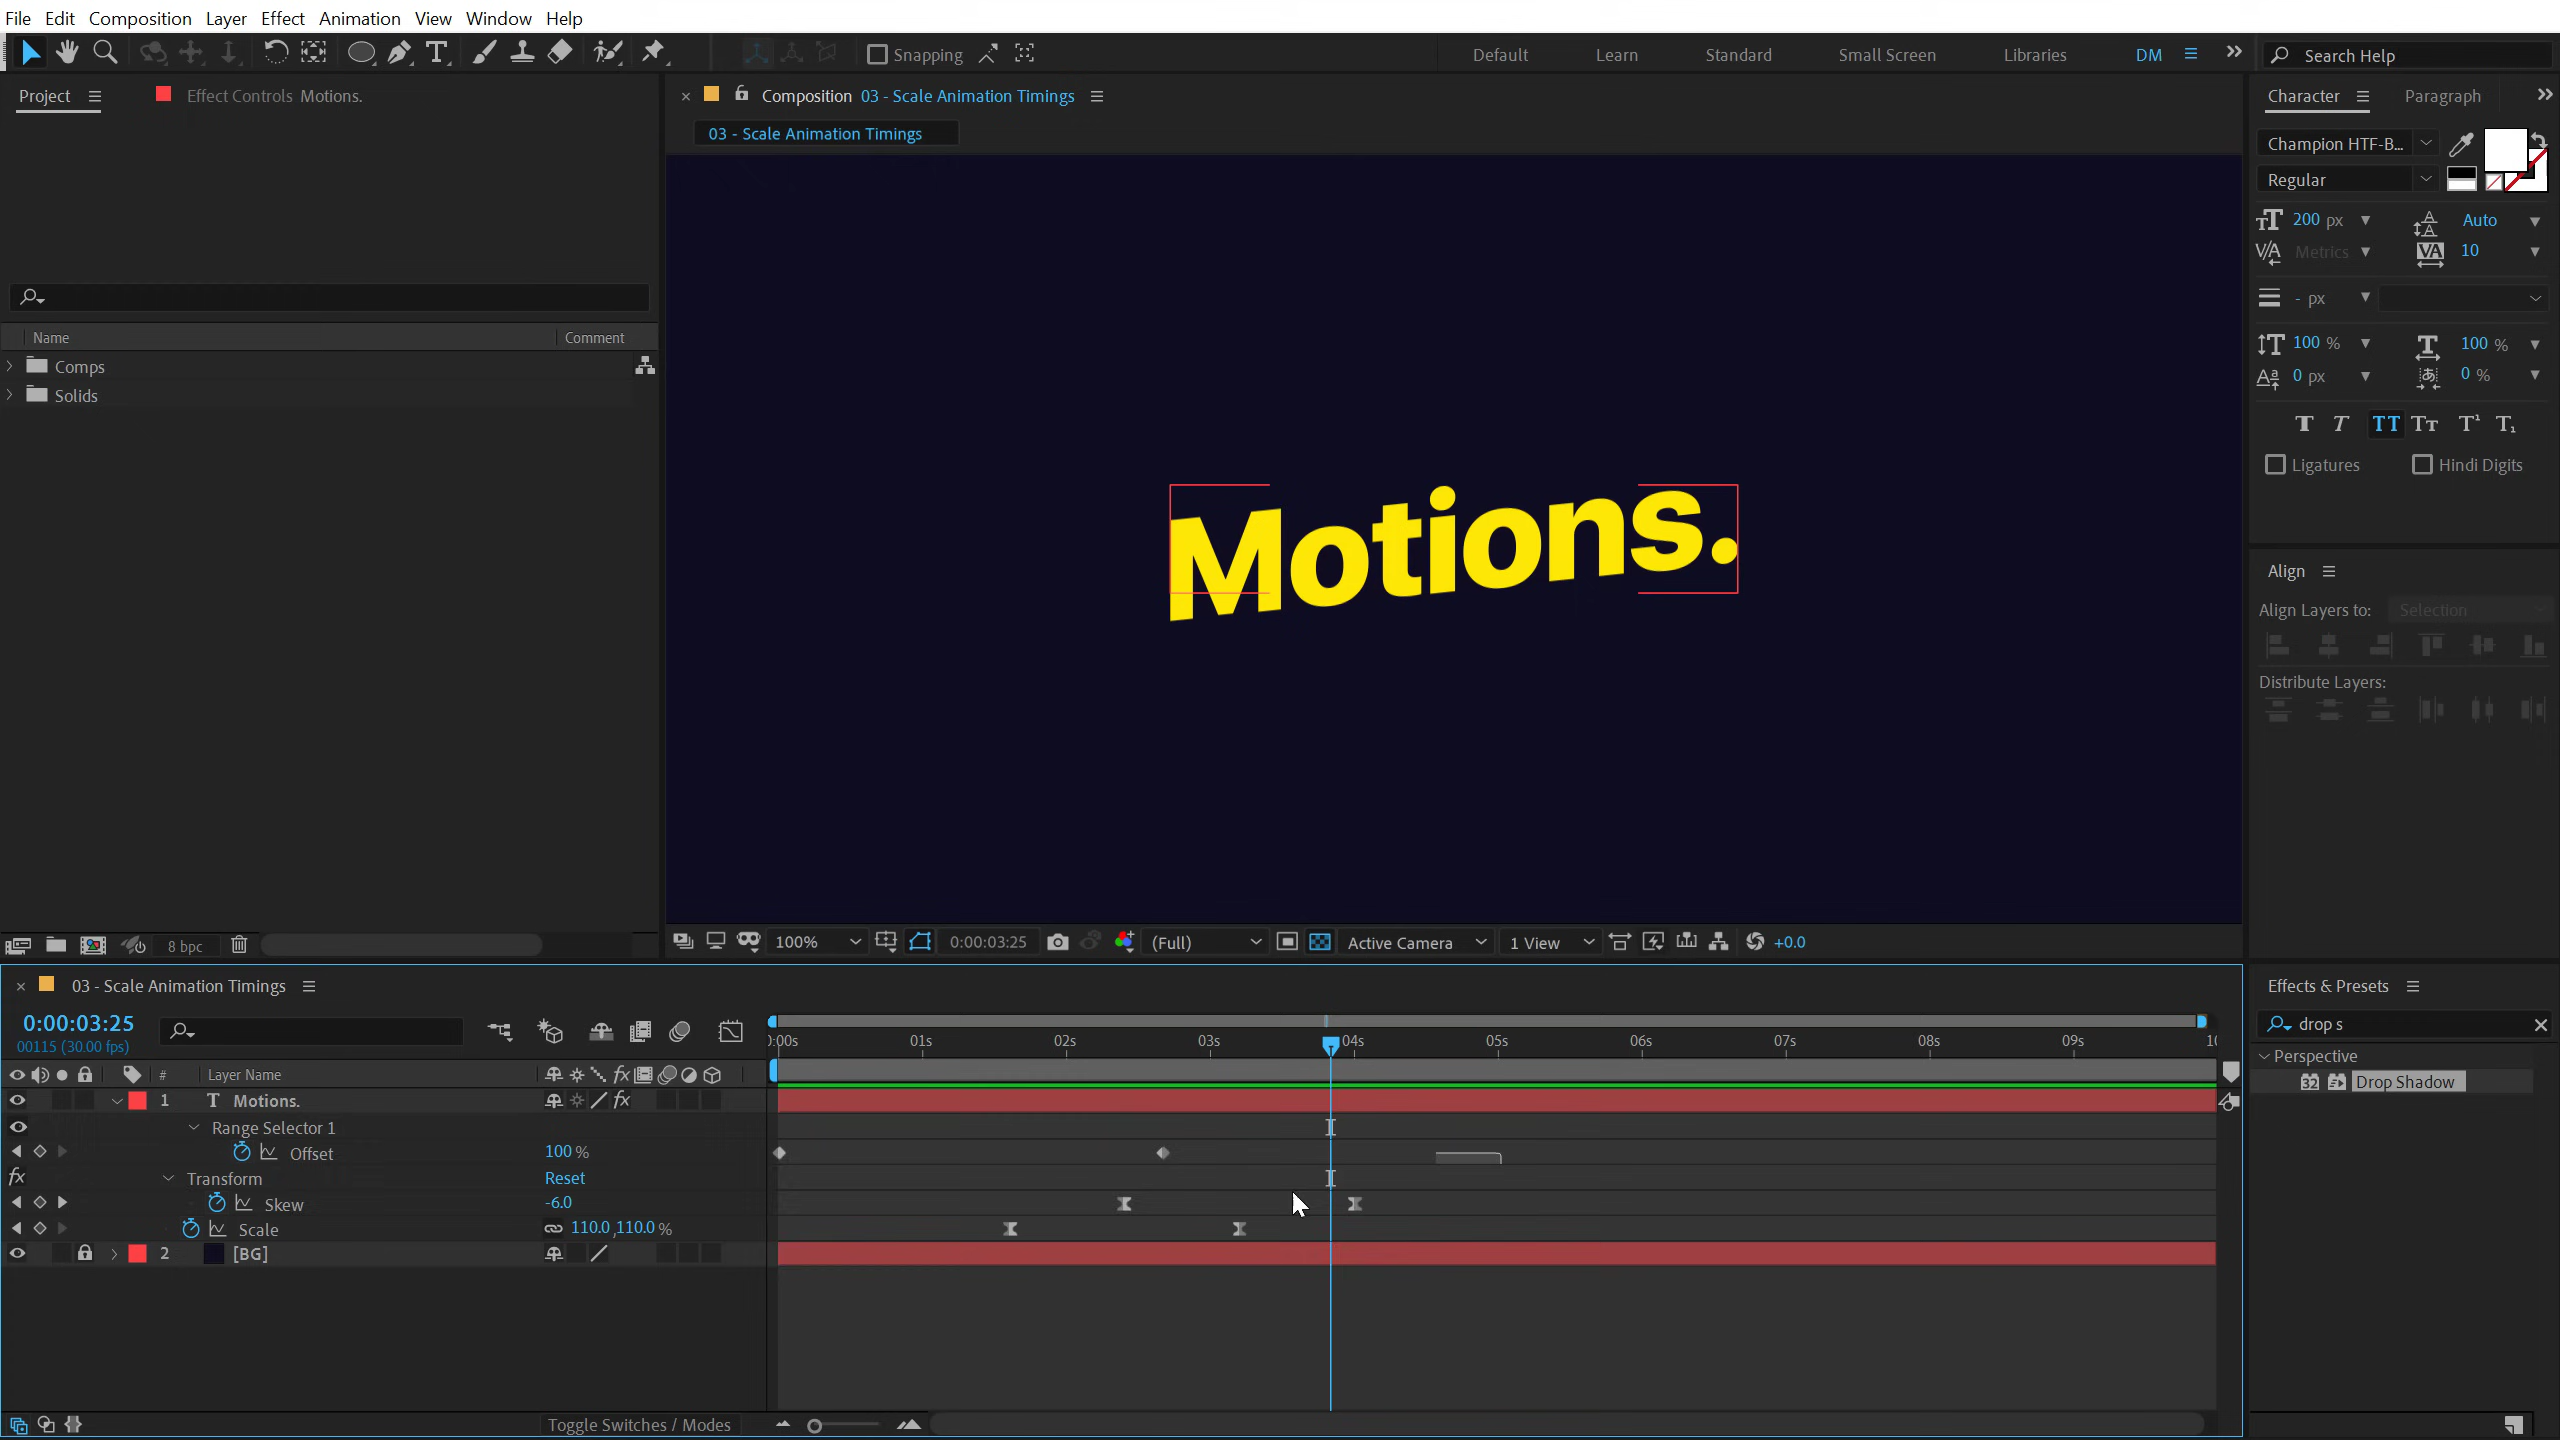 File Edit Composition Layer Effect Animation View Window Help
Snapping
Default Learn Standard Small Screen Libraries DM
Search Help
Project Effect Controls Motions.
Composition 03 - Scale Animation Timings
03 - Scale Animation Timings
Character Paragraph
Champion HTF-B...
Regular
200 px Auto
Metrics 10
- px
100 % 100 %
0 px 0 %
Ligatures Hindi Digits
Name Comment
Comps
Solids
Motions.
Align
Align Layers to: Selection
Distribute Layers:
8 bpc
100% 0:00:03:25 (Full) Active Camera 1 View +0.0
03 - Scale Animation Timings
0:00:03:25
00115 (30.00 fps)
):00s 01s 02s 03s 04s 05s 06s 07s 08s 09s 1(
# Layer Name
1 T Motions.
Range Selector 1
Offset 100 %
Transform Reset
Skew -6.0
Scale 110.0,110.0 %
2 [BG]
Toggle Switches / Modes
Effects & Presets
drop s
Perspective
32 Drop Shadow